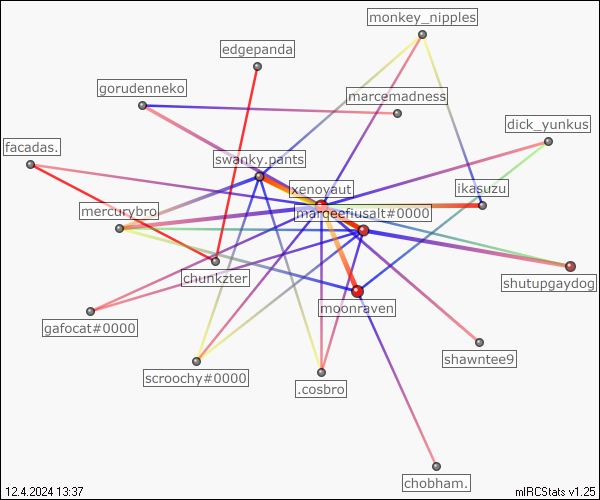 monkey_nipples
edgepanda
gorudenneko
marcemadness
dick_yunkus
facadas.
swanky.pants
xenoyaut
ikasuzu
mercurybro
marqeefiusalt#0000
chunkzter
shutupgaydog
moonraven
gafocat#0000
shawntee9
scroochy#0000
.cosbro
chobham.
12.4.2024 13:37
mIRCStats v1.25